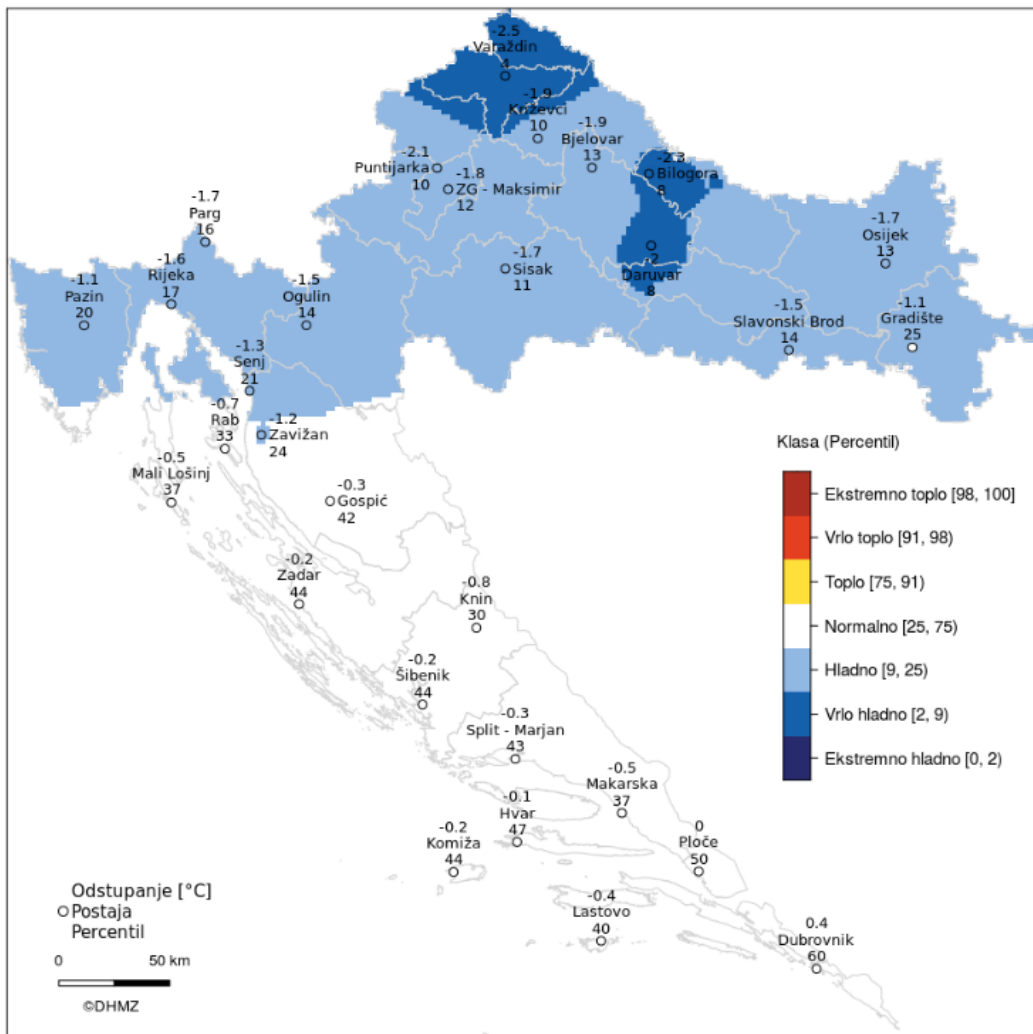 -2.5
Varaždin
4
-1.9
Križevci
10
-1.9
Bjelovar
13
-2.1
Puntijarka
10
-1.8
ZG - Maksimir
12
-2.3
Bilogora
8
-1.7
Parg
16
-1.7
Osijek
13
-1.6
Rijeka
17
-1.1
Pazin
20
-1.5
Ogulin
14
-1.7
Sisak
11
-2
Daruvar
8
-1.5
Slavonski Brod
14
-1.1
Gradište
25
-1.3
Senj
21
-0.7
Rab
33
-1.2
Zavižan
24
-0.5
Mali Lošinj
37
-0.3
Gospić
42
-0.2
Zadar
44
-0.8
Knin
30
-0.2
Šibenik
44
-0.3
Split - Marjan
43
-0.5
Makarska
37
-0.1
Hvar
47
-0.2
Komiža
44
0
Ploče
50
-0.4
Lastovo
40
0.4
Dubrovnik
60
Klasa (Percentil)
Ekstremno toplo [98, 100]
Vrlo toplo [91, 98)
Toplo [75, 91)
Normalno [25, 75)
Hladno [9, 25)
Vrlo hladno [2, 9)
Ekstremno hladno [0, 2)
Odstupanje [°C]
Postaja
Percentil
0 50 km
©DHMZ